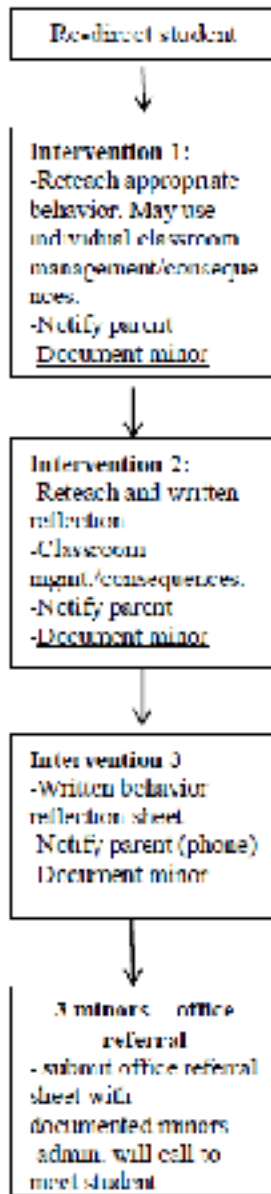 Re-direct student
Intervention 1:
-Reteach appropriate
behavior. May use
individual classroom
management/conseque
nces.
-Notify parent
-Document minor
Intervention 2:
-Reteach and written
reflection
-Classroom
mgmt./consequences.
-Notify parent
-Document minor
Intervention 3
-Written behavior
reflection sheet
-Notify parent (phone)
-Document minor
3 minors office
referral
- submit office referral
sheet with
documented minors
-admin. will call to
meet student